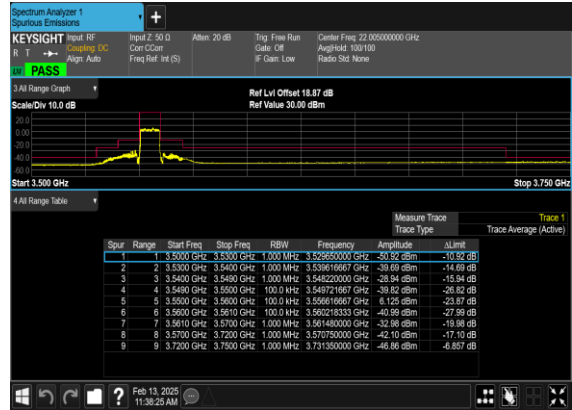 Spectrum Analyzer 1
Spurious Emissions
KEYSIGHT Input: RF Input Z: 50 Ω Atten: 20 dB Trig: Free Run Center Freq: 22.005000000 GHz
R T Coupling: DC Corr CCorr Gate: Off Avg|Hold: 100/100
Align: Auto Freq Ref: Int (S) IF Gain: Low Radio Std: None
PASS
3 All Range Graph
Ref Lvl Offset 18.87 dB
Scale/Div 10.0 dB Ref Value 30.00 dBm
20.0
0.00
-20.0
-40.0
-60.0
Start 3.500 GHz Stop 3.750 GHz
4 All Range Table
Measure Trace Trace 1
Trace Type Trace Average (Active)
Spur Range Start Freq Stop Freq RBW Frequency Amplitude ΔLimit
1 1 3.5000 GHz 3.5300 GHz 1.000 MHz 3.529650000 GHz -50.92 dBm -10.92 dB
2 2 3.5300 GHz 3.5400 GHz 1.000 MHz 3.539616667 GHz -39.69 dBm -14.69 dB
3 3 3.5400 GHz 3.5490 GHz 1.000 MHz 3.548220000 GHz -28.94 dBm -15.94 dB
4 4 3.5490 GHz 3.5500 GHz 100.0 kHz 3.549721667 GHz -39.82 dBm -26.82 dB
5 5 3.5500 GHz 3.5600 GHz 100.0 kHz 3.556616667 GHz 6.125 dBm -23.87 dB
6 6 3.5600 GHz 3.5610 GHz 100.0 kHz 3.560218333 GHz -40.99 dBm -27.99 dB
7 7 3.5610 GHz 3.5700 GHz 1.000 MHz 3.561480000 GHz -32.98 dBm -19.98 dB
8 8 3.5700 GHz 3.7200 GHz 1.000 MHz 3.570750000 GHz -42.10 dBm -17.10 dB
9 9 3.7200 GHz 3.7500 GHz 1.000 MHz 3.731350000 GHz -46.86 dBm -6.857 dB
? Feb 13, 2025
11:38:25 AM